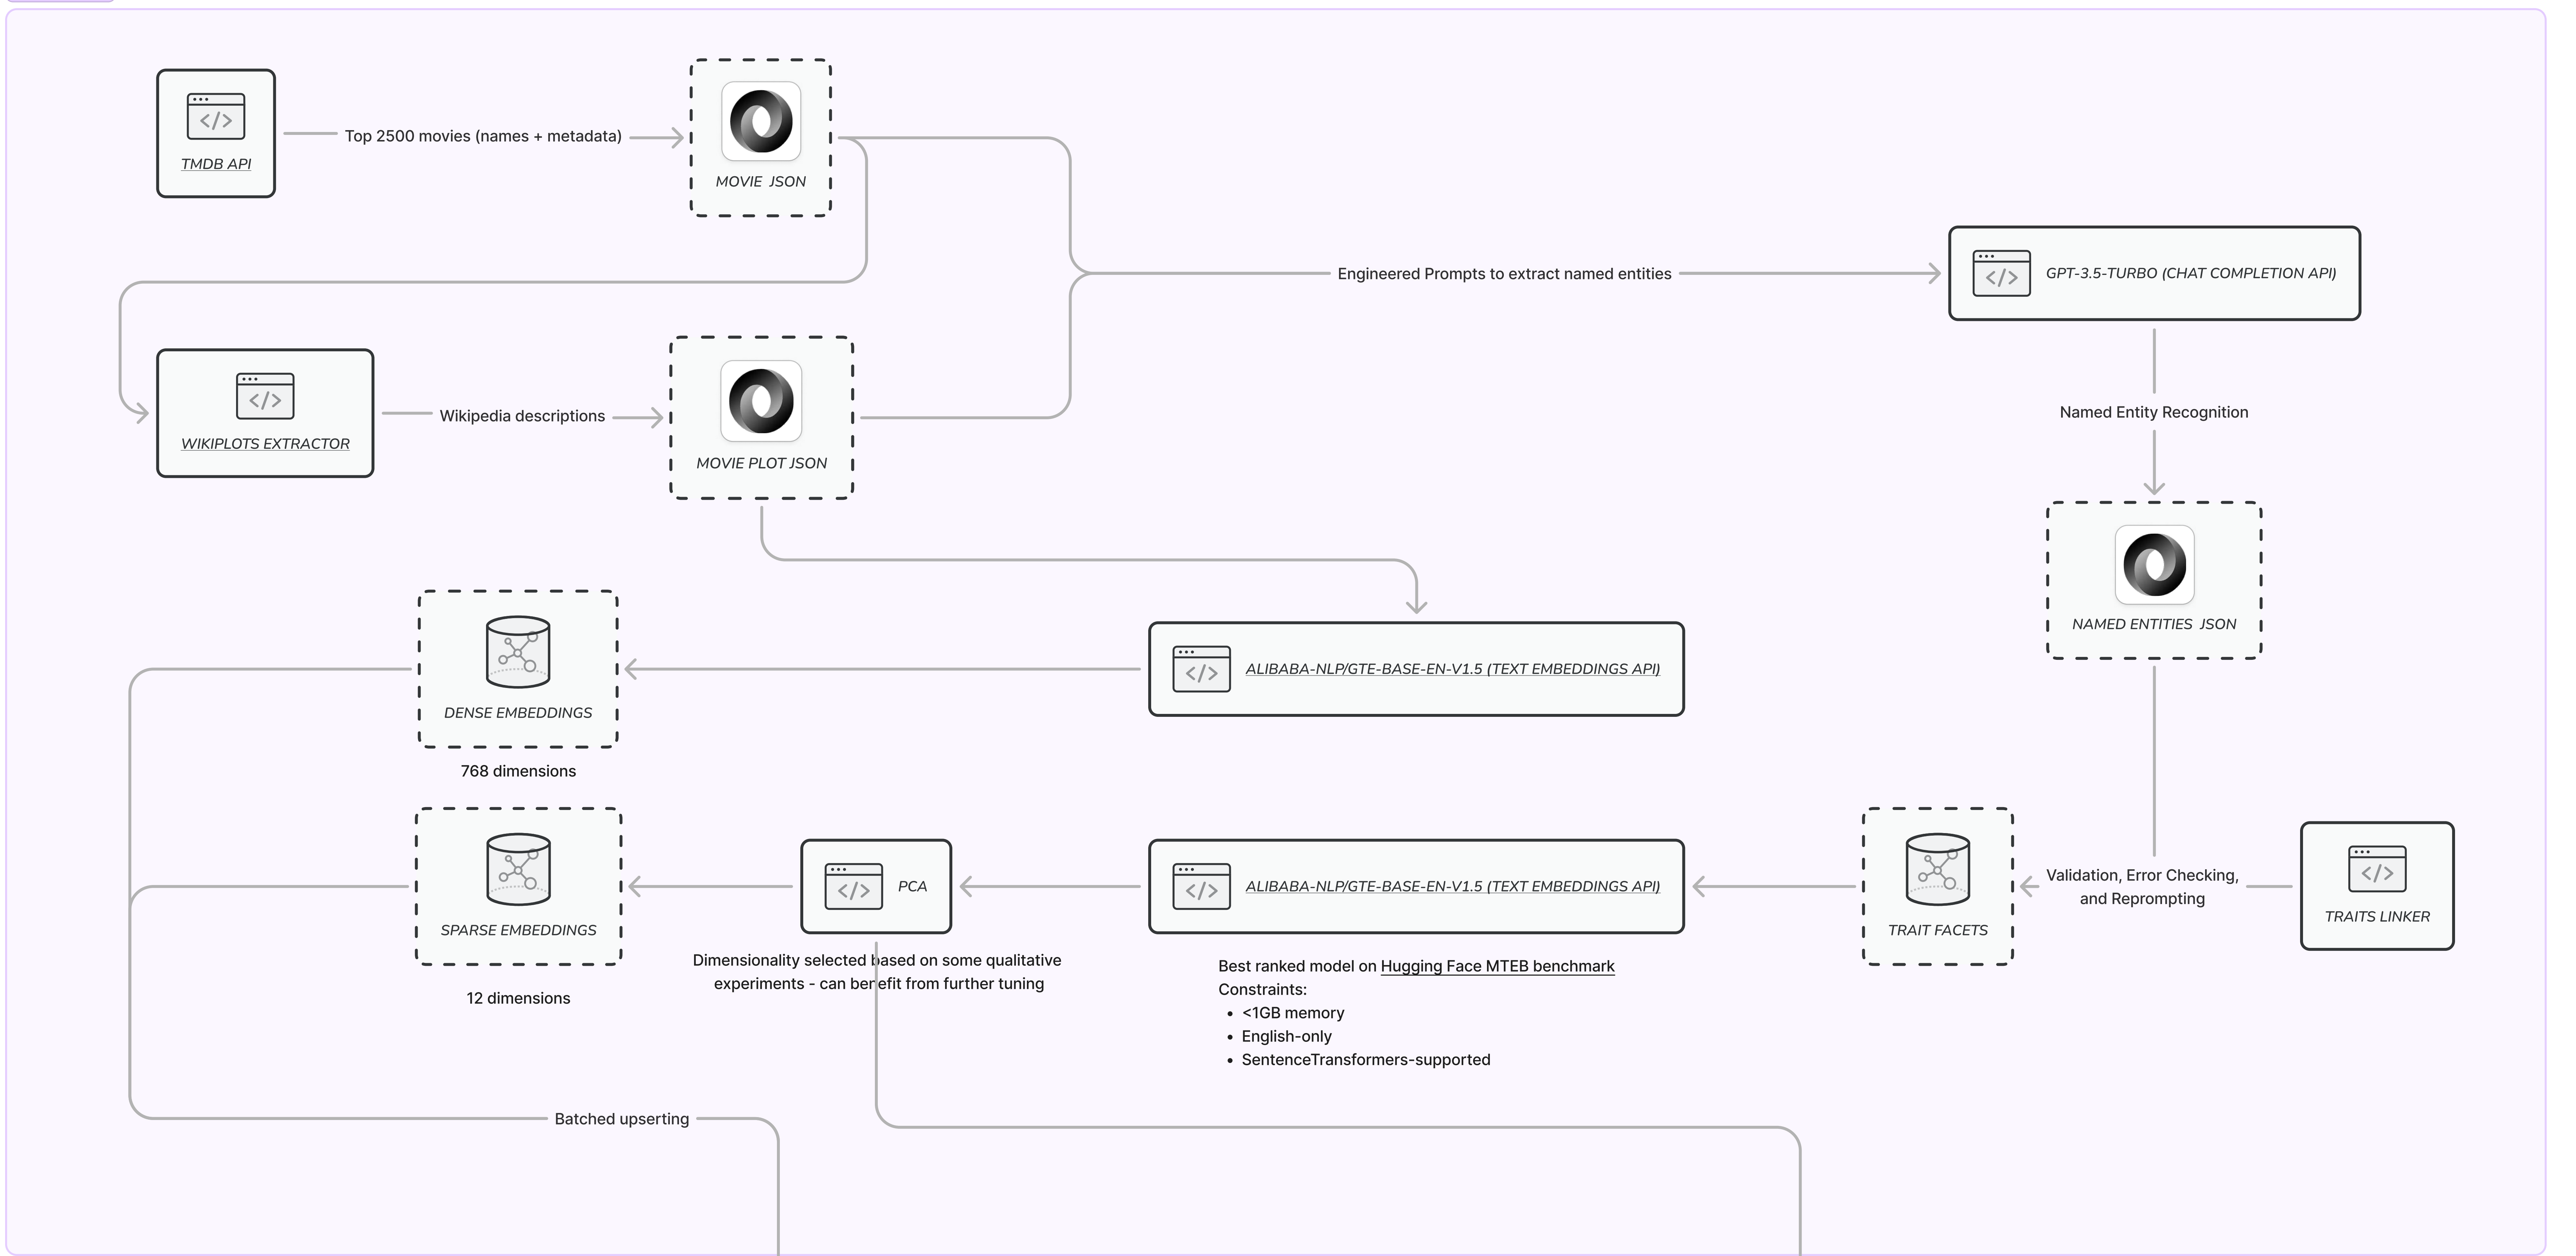 TMDB API
Top 2500 movies (names + metadata)
MOVIE JSON
Engineered Prompts to extract named entities
GPT-3.5-TURBO (CHAT COMPLETION API)
WIKIPLOTS EXTRACTOR
Wikipedia descriptions
MOVIE PLOT JSON
Named Entity Recognition
NAMED ENTITIES JSON
DENSE EMBEDDINGS
768 dimensions
ALIBABA-NLP/GTE-BASE-EN-V1.5 (TEXT EMBEDDINGS API)
SPARSE EMBEDDINGS
12 dimensions
PCA
Dimensionality selected based on some qualitative
experiments - can benefit from further tuning
ALIBABA-NLP/GTE-BASE-EN-V1.5 (TEXT EMBEDDINGS API)
Best ranked model on Hugging Face MTEB benchmark
Constraints:
• <1GB memory
• English-only
• SentenceTransformers-supported
TRAIT FACETS
Validation, Error Checking,
and Reprompting
TRAITS LINKER
Batched upserting